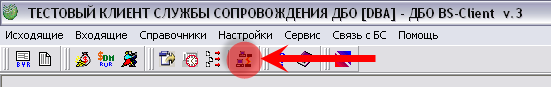 ТЕСТОВЫЙ КЛИЕНТ СЛУЖБЫ СОПРОВОЖДЕНИЯ ДБО [DBA] - ДБО BS-Client v.3
Исходящие Входящие Справочники Настройки Сервис Связь с БС Помощь